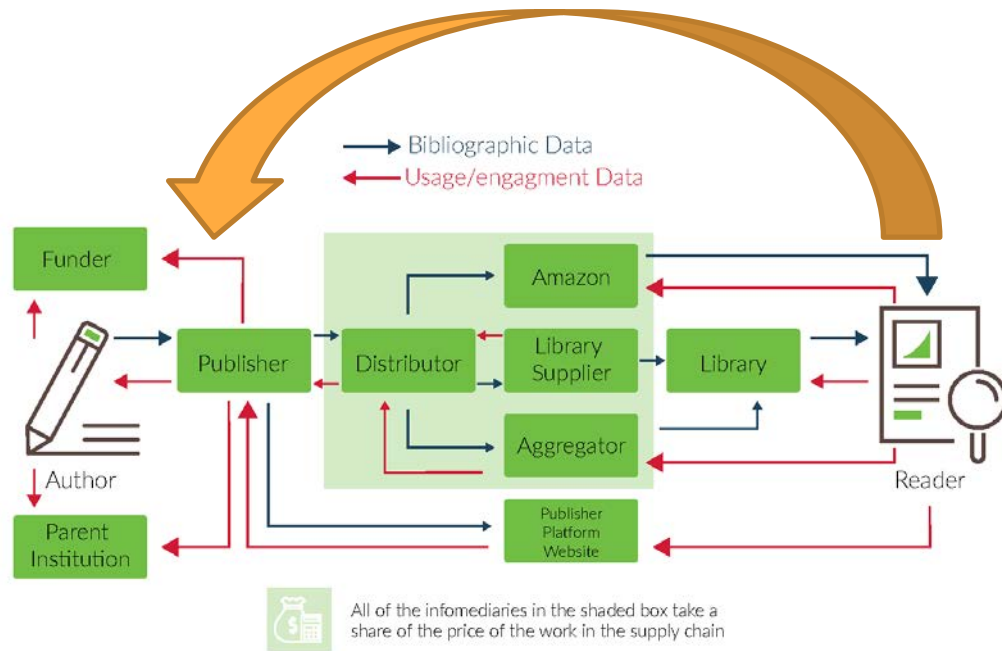 Bibliographic Data
Usage/engagment Data
Funder
Amazon
Publisher
Distributor
Library
Supplier
Library
Aggregator
Author
Reader
Parent
Institution
Publisher
Platform
Website
$
All of the infomediaries in the shaded box take a
share of the price of the work in the supply chain